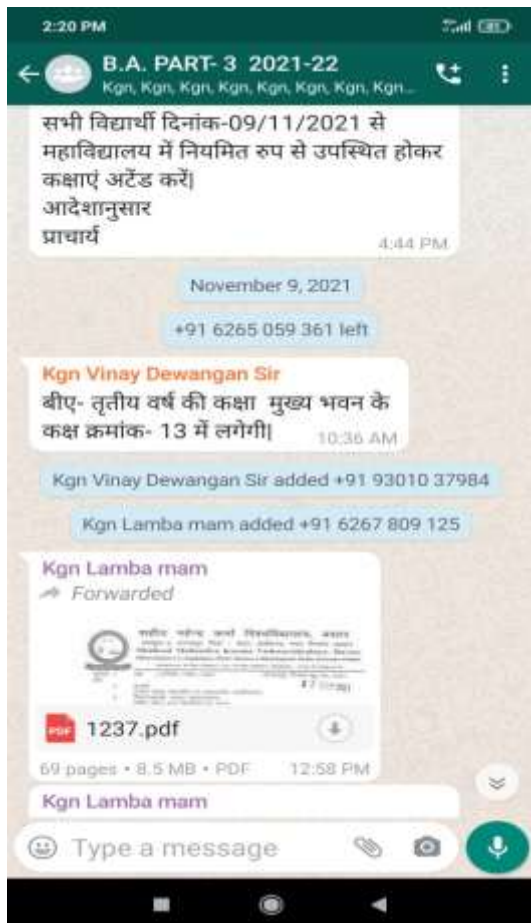 2:20 PM
B.A. PART- 3 2021-22
Kgn, Kgn, Kgn, Kgn, Kgn, Kgn, Kgn, Kgn...
सभी विद्यार्थी दिनांक-09/11/2021 से
महाविद्यालय में नियमित रुप से उपस्थित होकर
कक्षाएं अटेंड करें|
आदेशानुसार
प्राचार्य
4:44 PM
November 9, 2021
+91 6265 059 361 left
Kgn Vinay Dewangan Sir
बीए- तृतीय वर्ष की कक्षा मुख्य भवन के
कक्ष क्रमांक- 13 में लगेगी|
10:36 AM
Kgn Vinay Dewangan Sir added +91 93010 37984
Kgn Lamba mam added +91 6267 809 125
Kgn Lamba mam
Forwarded
PDF
1237.pdf
69 pages • 8.5 MB • PDF 12:58 PM
Kgn Lamba mam
Type a message